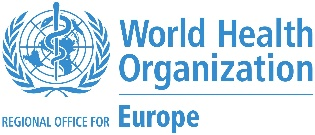 World Health
Organization
REGIONAL OFFICE FOR Europe